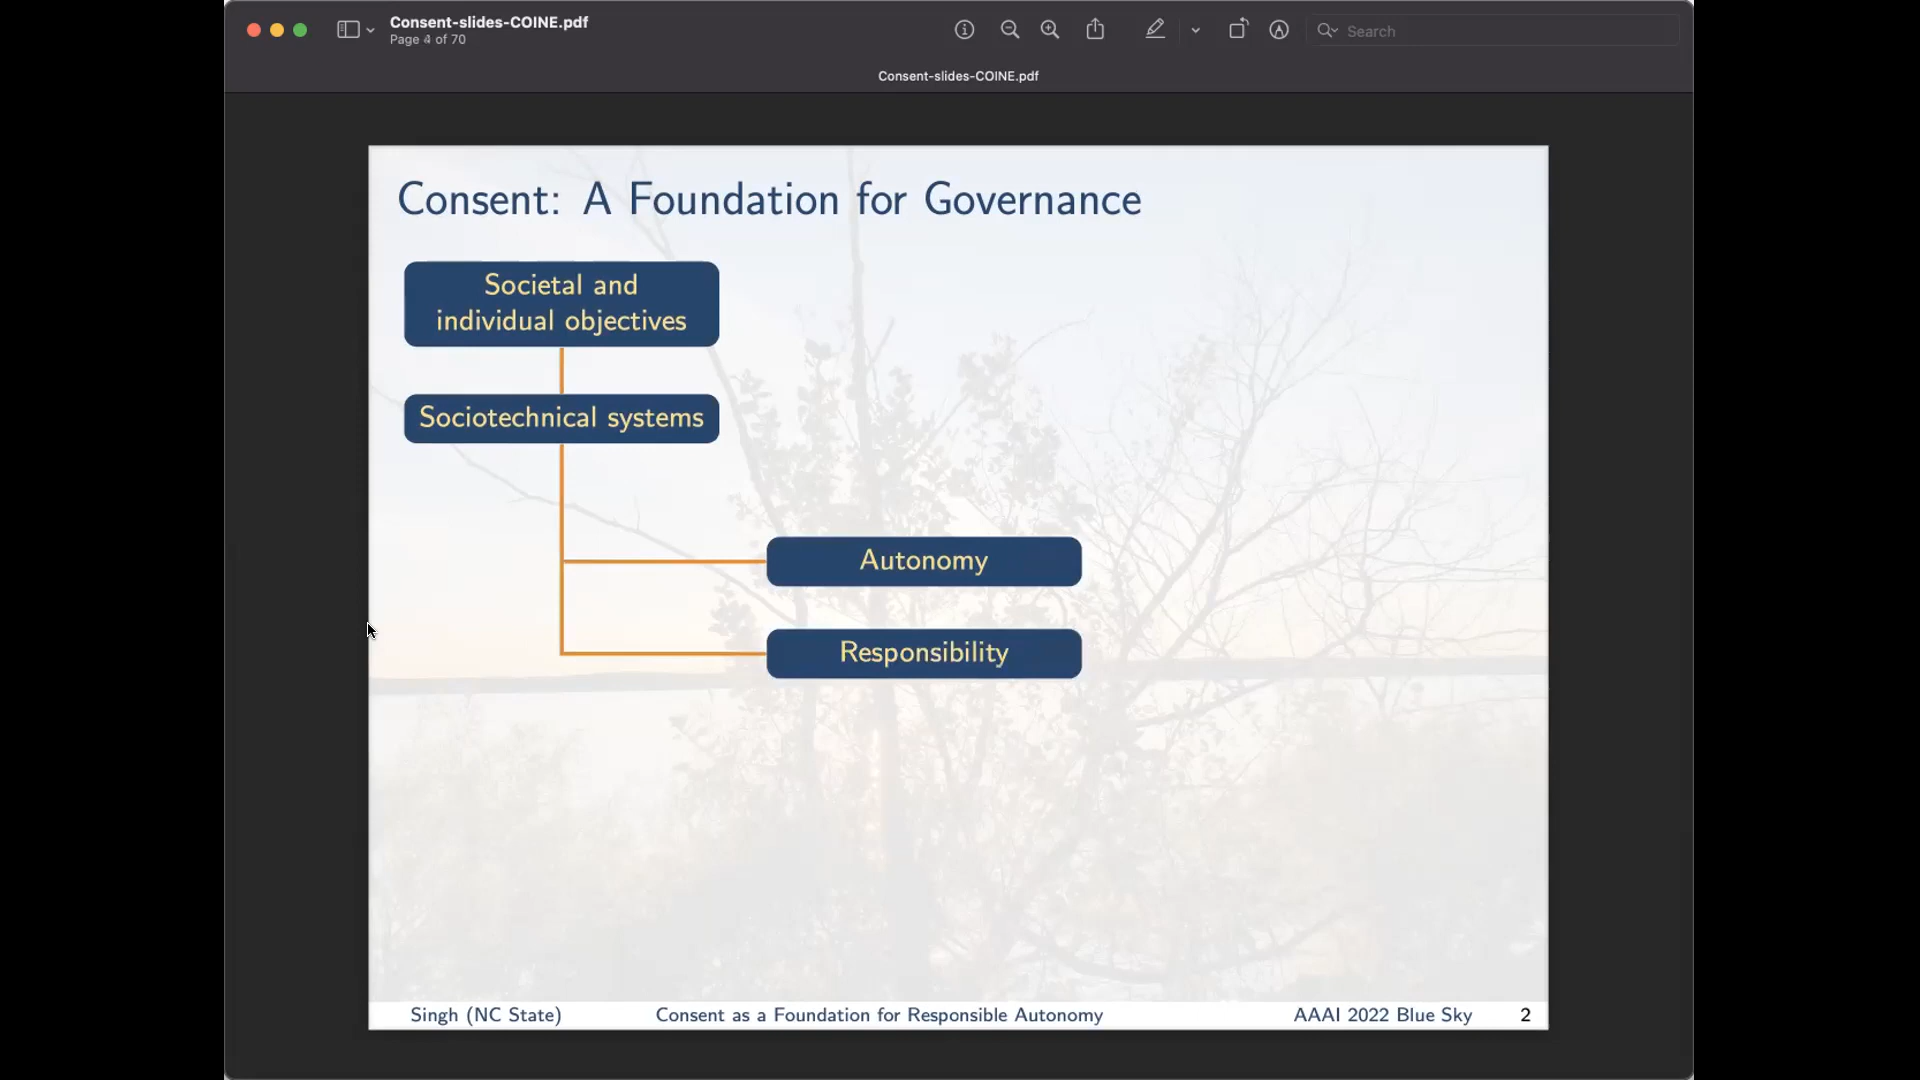 Consent-slides-COINE.pdf
Page 4 of 70
Search
Consent-slides-COINE.pdf
Consent: A Foundation for Governance
Societal and
individual objectives
Sociotechnical systems
Autonomy
Responsibility
Singh (NC State) Consent as a Foundation for Responsible Autonomy AAAI 2022 Blue Sky 2